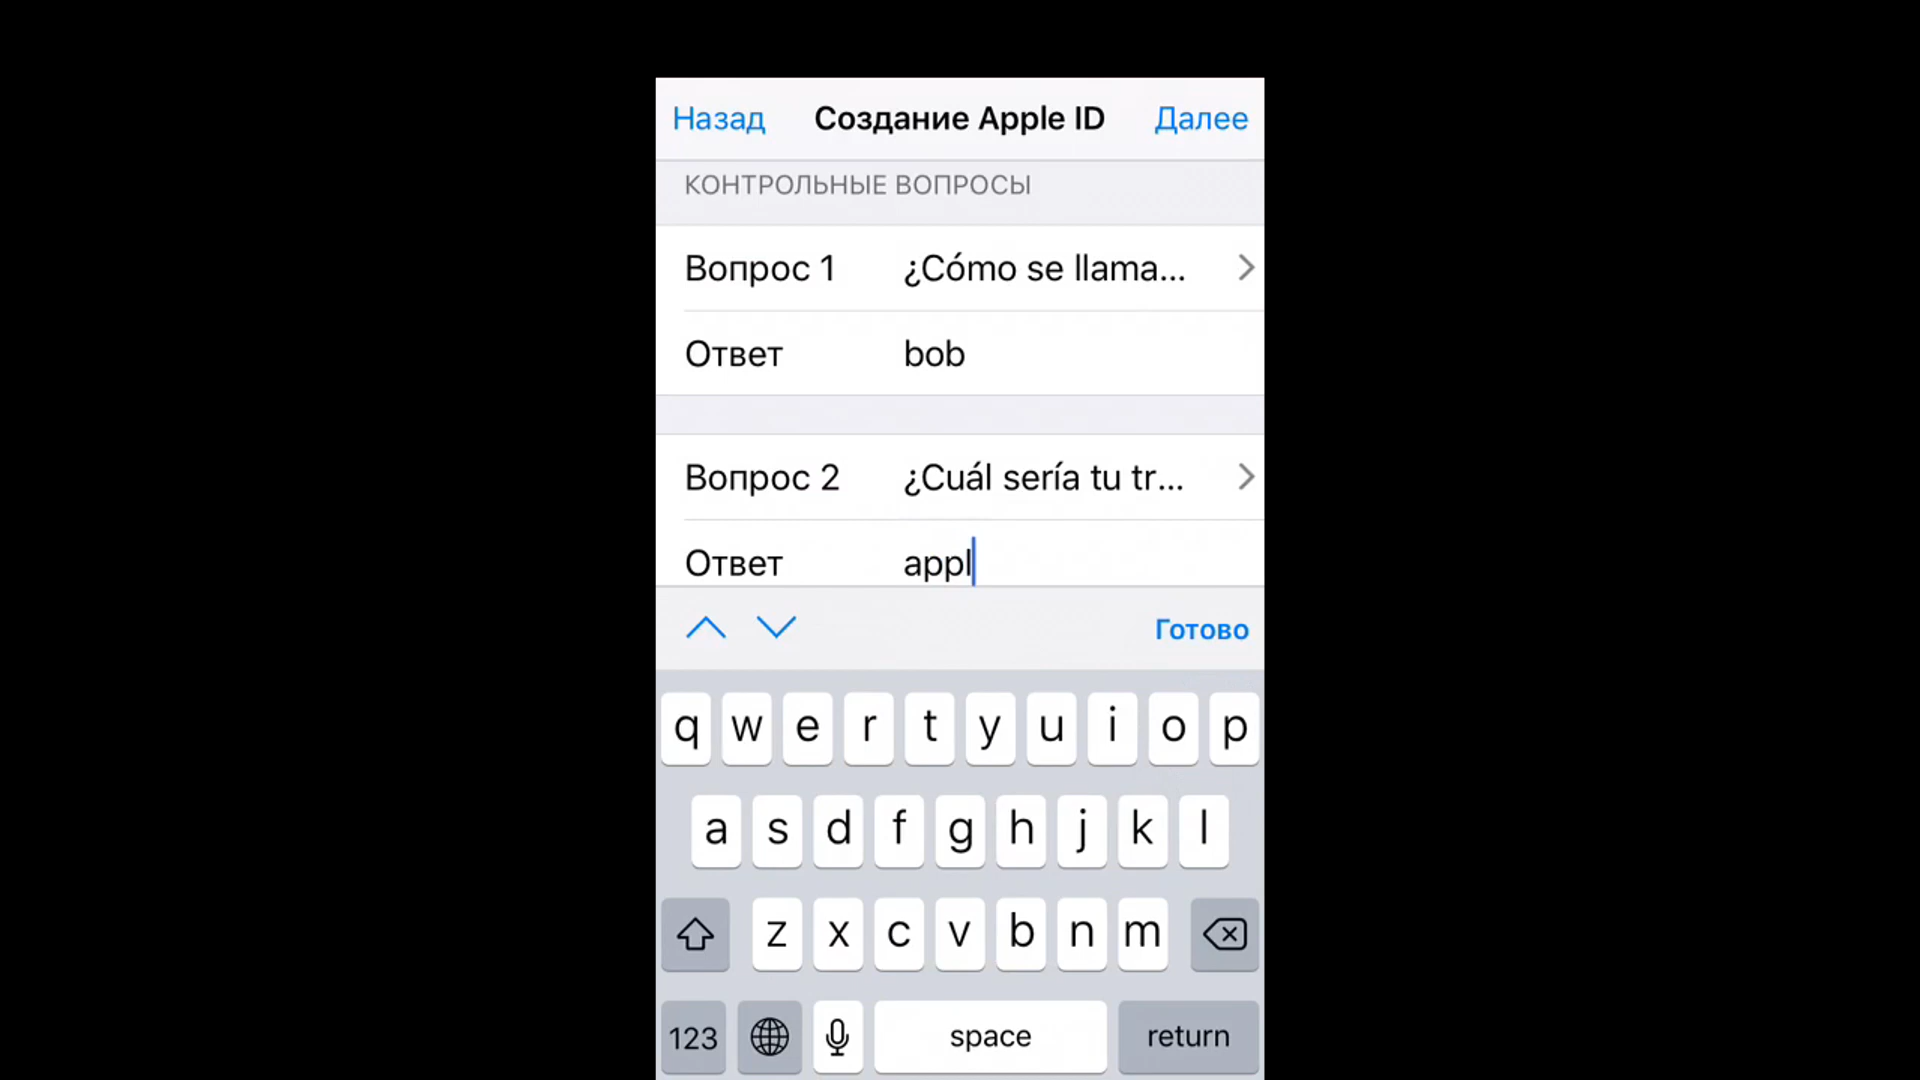 Назад Создание Apple ID Далее
КОНТРОЛЬНЫЕ ВОПРОСЫ
Вопрос 1 ¿Cómo se llama...
Ответ bob
Вопрос 2 ¿Cuál sería tu tr...
Ответ appl
Готово
q w e r t y u i o p
a s d f g h j k l
z x c v b n m
123 space return